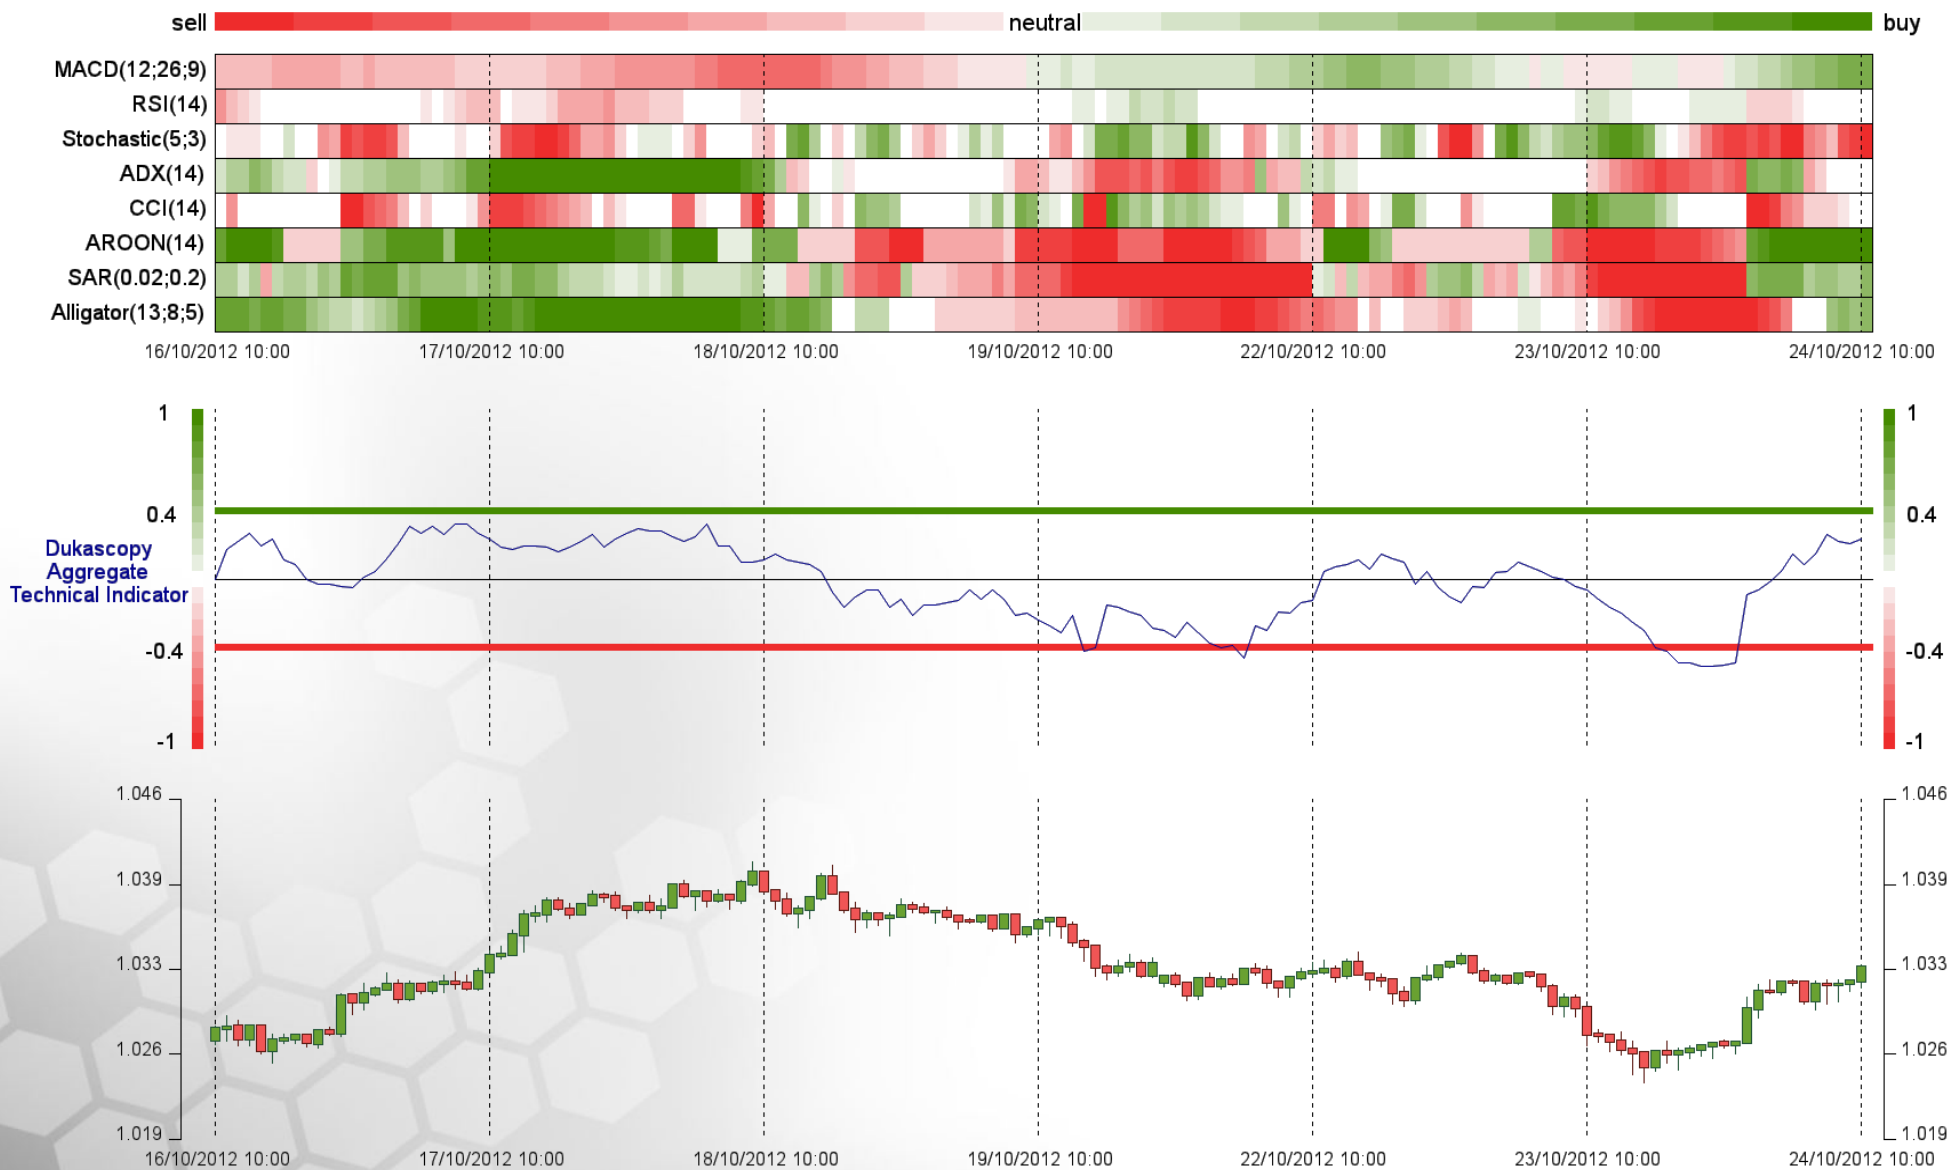 sell neutral buy
MACD(12;26;9)
RSI(14)
Stochastic(5;3)
ADX(14)
CCI(14)
AROON(14)
SAR(0.02;0.2)
Alligator(13;8;5)
16/10/2012 10:00 17/10/2012 10:00 18/10/2012 10:00 19/10/2012 10:00 22/10/2012 10:00 23/10/2012 10:00 24/10/2012 10:00
1 1
0.4 0.4
Dukascopy
Aggregate
Technical Indicator
-0.4 -0.4
-1 -1
1.046 1.046
1.039 1.039
1.033 1.033
1.026 1.026
1.019 1.019
16/10/2012 10:00 17/10/2012 10:00 18/10/2012 10:00 19/10/2012 10:00 22/10/2012 10:00 23/10/2012 10:00 24/10/2012 10:00